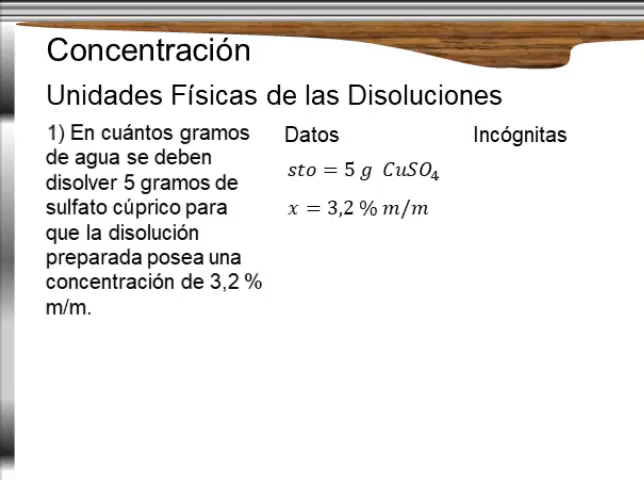 Concentración
Unidades Físicas de las Disoluciones
1) En cuántos gramos
de agua se deben
disolver 5 gramos de
sulfato cúprico para
que la disolución
preparada posea una
concentración de 3,2 %
m/m.
Datos
sto = 5 g CuSO₄
x = 3,2 % m/m
Incógnitas